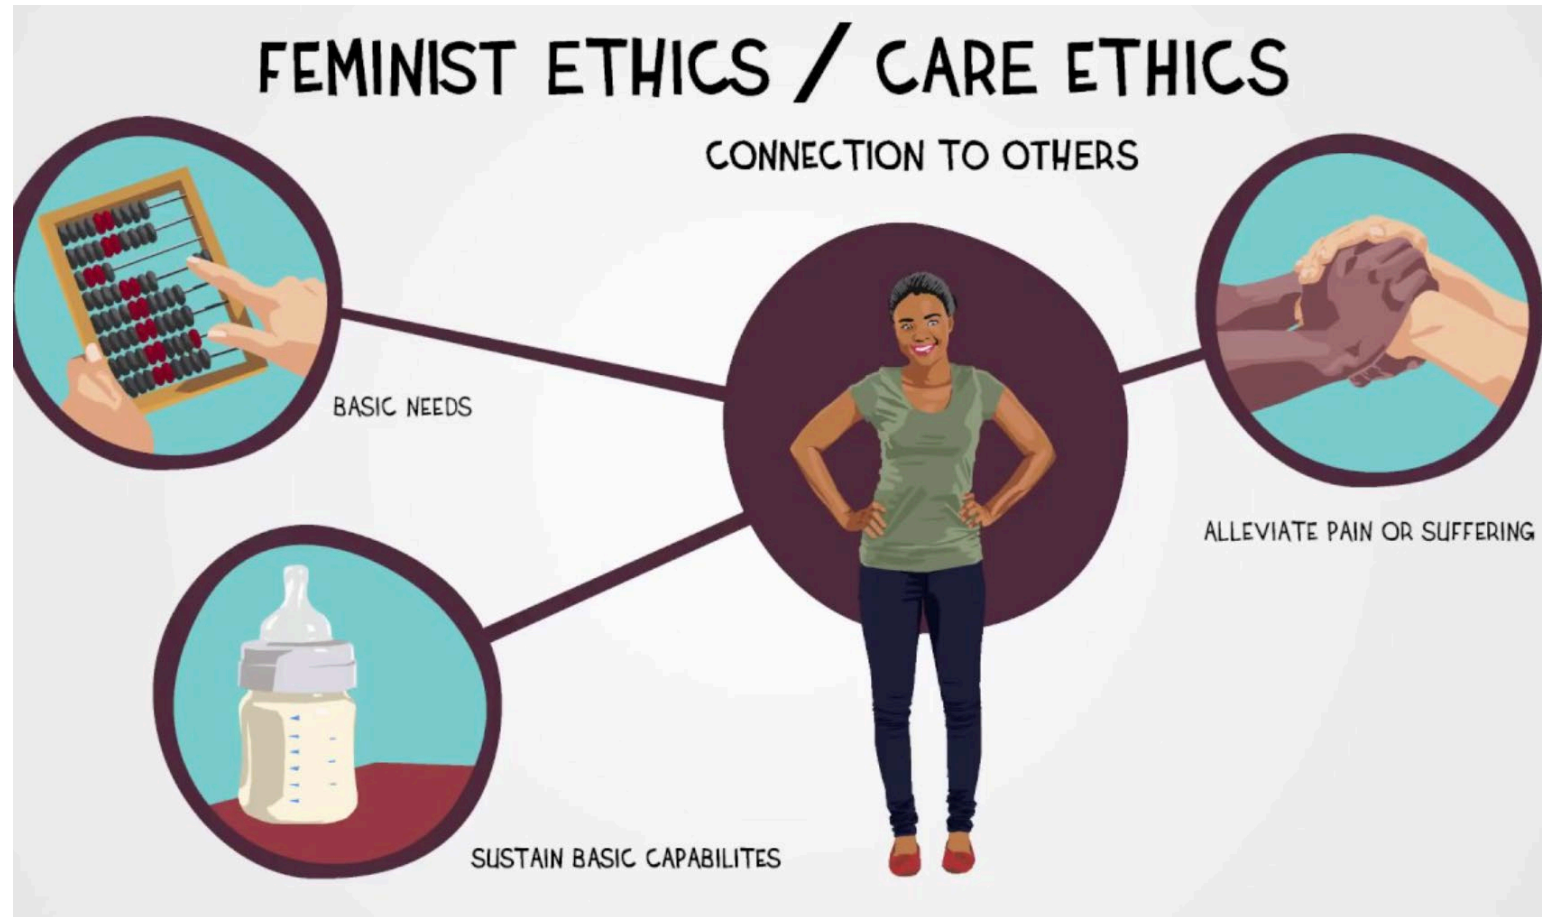 FEMINIST ETHICS / CARE ETHICS
CONNECTION TO OTHERS
BASIC NEEDS
ALLEVIATE PAIN OR SUFFERING
SUSTAIN BASIC CAPABILITES